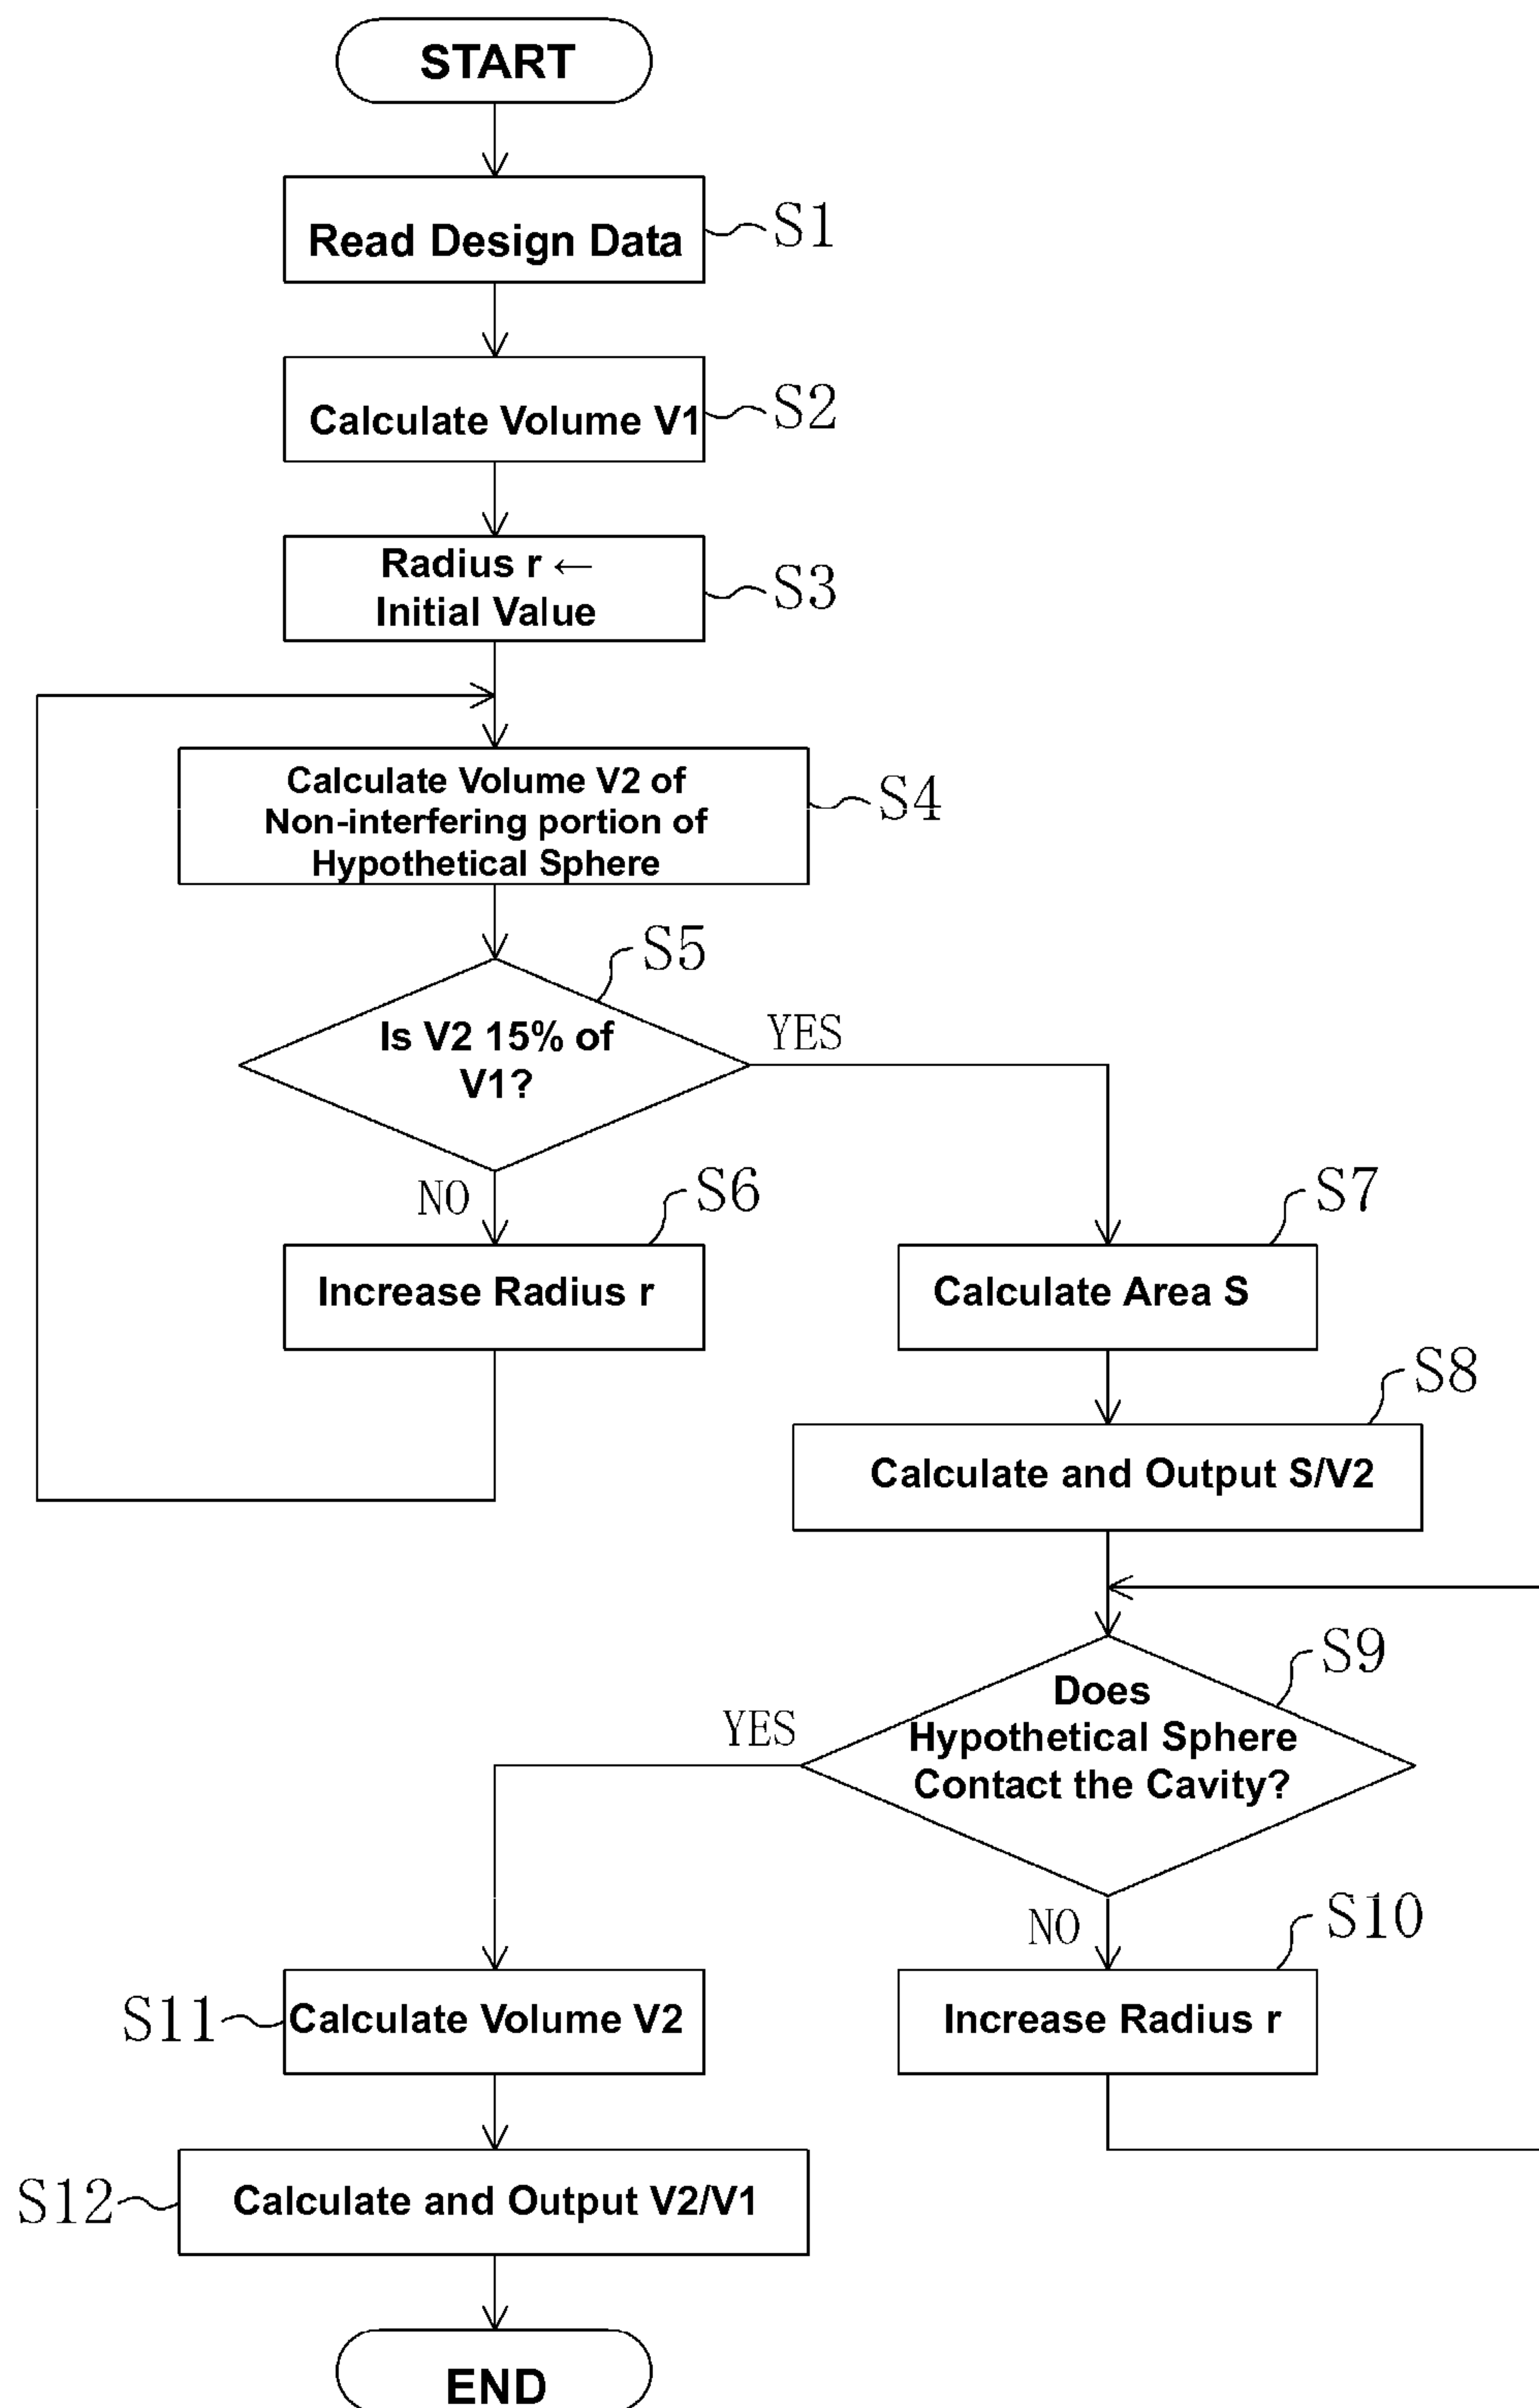 START
Read Design Data
S1
Calculate Volume V1
S2
Radius r ←
Initial Value
S3
Calculate Volume V2 of
Non-interfering portion of
Hypothetical Sphere
S4
S5
Is V2 15% of
V1?
YES
NO
S6
Increase Radius r
S7
Calculate Area S
S8
Calculate and Output S/V2
S9
Does
Hypothetical Sphere
Contact the Cavity?
YES
NO
S10
Increase Radius r
S11
Calculate Volume V2
S12
Calculate and Output V2/V1
END